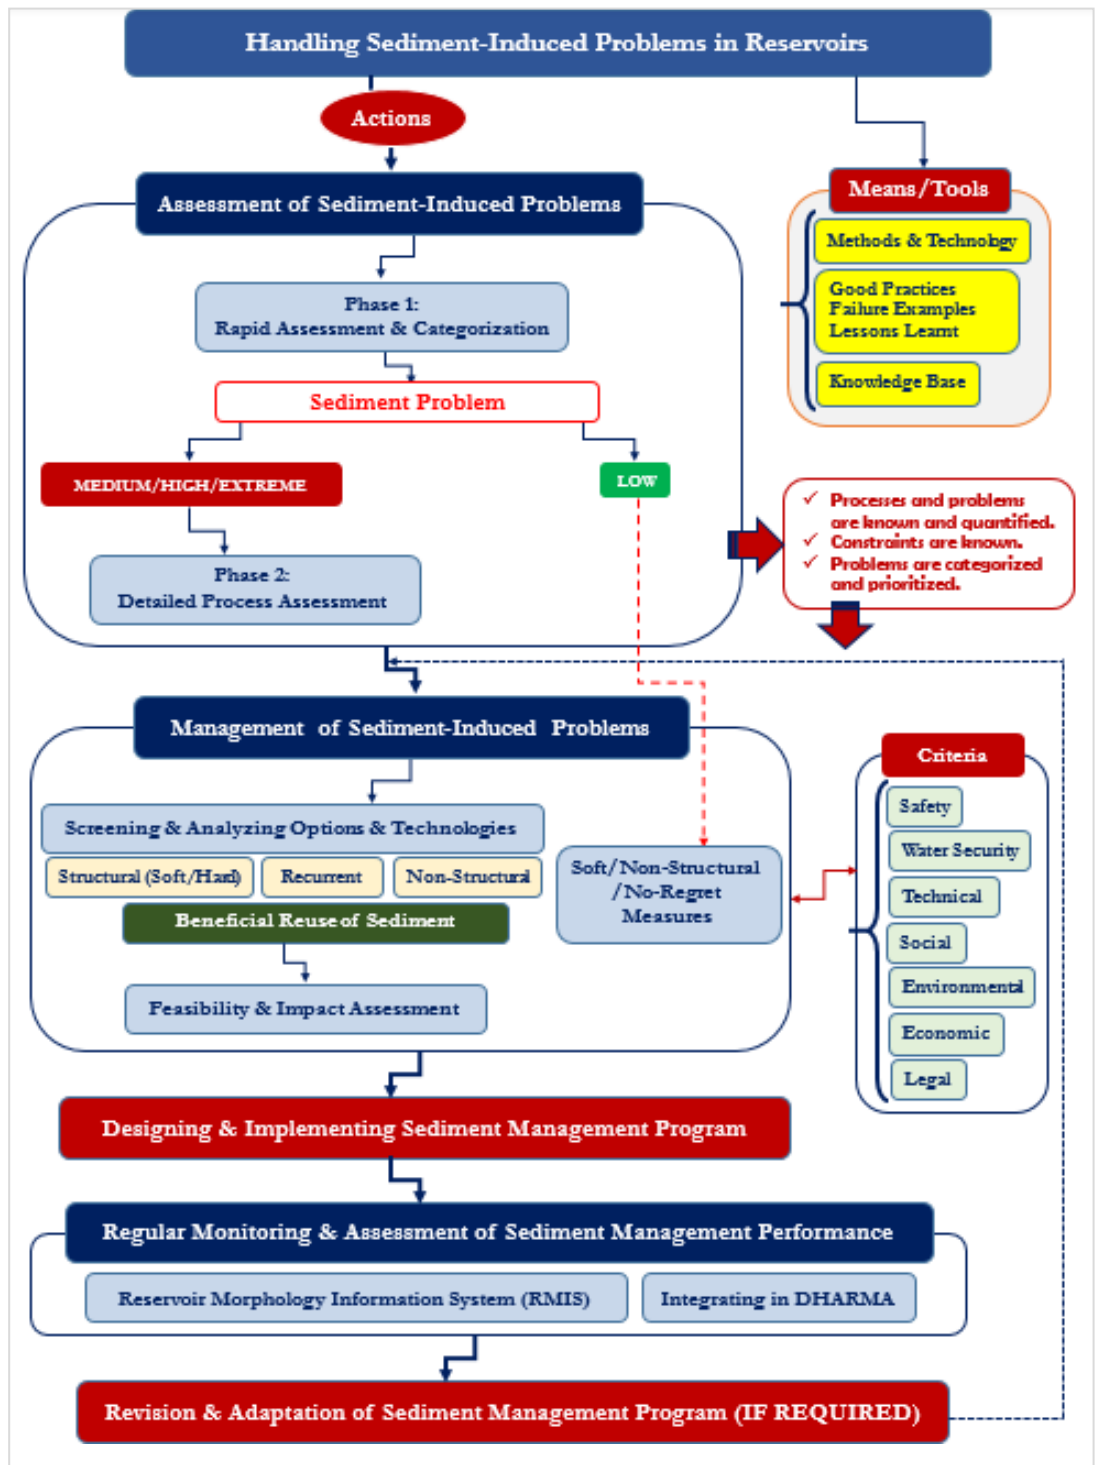 Handling Sediment-Induced Problems in Reservoirs
Actions
Means/Tools
Methods & Technology
Good Practices
Failure Examples
Lessons Learnt
Knowledge Base
Assessment of Sediment-Induced Problems
Phase 1:
Rapid Assessment & Categorization
Sediment Problem
MEDIUM/HIGH/EXTREME
LOW
Phase 2:
Detailed Process Assessment
✓ Processes and problems
are known and quantified.
✓ Constraints are known.
✓ Problems are categorized
and prioritized.
Management of Sediment-Induced Problems
Screening & Analyzing Options & Technologies
Structural (Soft/Hard)
Recurrent
Non-Structural
Beneficial Reuse of Sediment
Feasibility & Impact Assessment
Soft/Non-Structural
/No-Regret
Measures
Criteria
Safety
Water Security
Technical
Social
Environmental
Economic
Legal
Designing & Implementing Sediment Management Program
Regular Monitoring & Assessment of Sediment Management Performance
Reservoir Morphology Information System (RMIS)
Integrating in DHARMA
Revision & Adaptation of Sediment Management Program (IF REQUIRED)